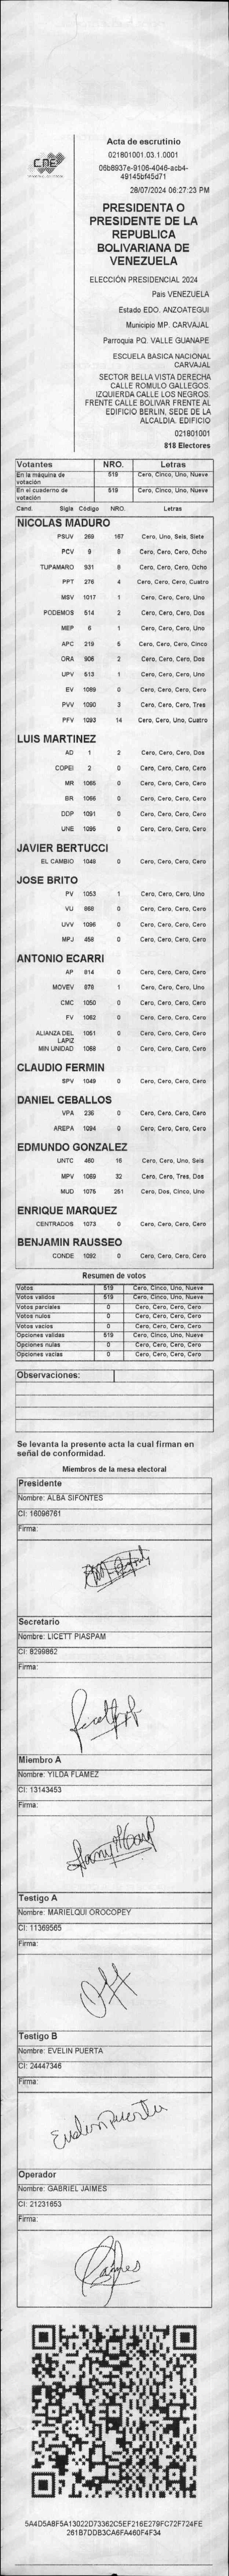 CNE
Acta de escrutinio
021801001.03.1.0001
06b8937e-9106-4046-acb4-
49145bf45d71
28/07/2024 06:27:23 PM
PRESIDENTA O
PRESIDENTE DE LA
REPUBLICA
BOLIVARIANA DE
VENEZUELA
ELECCIÓN PRESIDENCIAL 2024
Pais VENEZUELA
Estado EDO. ANZOATEGUI
Municipio MP. CARVAJAL
Parroquia PQ. VALLE GUANAPE
ESCUELA BASICA NACIONAL
CARVAJAL
SECTOR BELLA VISTA DERECHA
CALLE ROMULO GALLEGOS.
IZQUIERDA CALLE LOS NEGROS.
FRENTE CALLE BOLIVAR FRENTE AL
EDIFICIO BERLIN, SEDE DE LA
ALCALDIA. EDIFICIO
021801001
818 Electores
Votantes NRO. Letras
En la máquina de votación 519 Cero, Cinco, Uno, Nueve
En el cuaderno de votación 519 Cero, Cinco, Uno, Nueve
Cand. Sigla Código NRO. Letras
NICOLAS MADURO
PSUV 269 167 Cero, Uno, Seis, Siete
PCV 9 8 Cero, Cero, Cero, Ocho
TUPAMARO 931 8 Cero, Cero, Cero, Ocho
PPT 276 4 Cero, Cero, Cero, Cuatro
MSV 1017 1 Cero, Cero, Cero, Uno
PODEMOS 514 2 Cero, Cero, Cero, Dos
MEP 6 1 Cero, Cero, Cero, Uno
APC 219 5 Cero, Cero, Cero, Cinco
ORA 906 2 Cero, Cero, Cero, Dos
UPV 513 1 Cero, Cero, Cero, Uno
EV 1089 0 Cero, Cero, Cero, Cero
PVV 1090 3 Cero, Cero, Cero, Tres
PFV 1093 14 Cero, Cero, Uno, Cuatro
LUIS MARTINEZ
AD 1 2 Cero, Cero, Cero, Dos
COPEI 2 0 Cero, Cero, Cero, Cero
MR 1065 0 Cero, Cero, Cero, Cero
BR 1066 0 Cero, Cero, Cero, Cero
DDP 1091 0 Cero, Cero, Cero, Cero
UNE 1095 0 Cero, Cero, Cero, Cero
JAVIER BERTUCCI
EL CAMBIO 1046 0 Cero, Cero, Cero, Cero
JOSE BRITO
PV 1053 1 Cero, Cero, Cero, Uno
VU 868 0 Cero, Cero, Cero, Cero
UVV 1096 0 Cero, Cero, Cero, Cero
MPJ 458 0 Cero, Cero, Cero, Cero
ANTONIO ECARRI
AP 814 0 Cero, Cero, Cero, Cero
MOVEV 878 1 Cero, Cero, Cero, Uno
CMC 1050 0 Cero, Cero, Cero, Cero
FV 1062 0 Cero, Cero, Cero, Cero
ALIANZA DEL LAPIZ 1051 0 Cero, Cero, Cero, Cero
MIN UNIDAD 1068 0 Cero, Cero, Cero, Cero
CLAUDIO FERMIN
SPV 1049 0 Cero, Cero, Cero, Cero
DANIEL CEBALLOS
VPA 236 0 Cero, Cero, Cero, Cero
AREPA 1094 0 Cero, Cero, Cero, Cero
EDMUNDO GONZALEZ
UNTC 460 16 Cero, Cero, Uno, Seis
MPV 1069 32 Cero, Cero, Tres, Dos
MUD 1075 251 Cero, Dos, Cinco, Uno
ENRIQUE MARQUEZ
CENTRADOS 1073 0 Cero, Cero, Cero, Cero
BENJAMIN RAUSSEO
CONDE 1092 0 Cero, Cero, Cero, Cero
Resumen de votos
Votos 519 Cero, Cinco, Uno, Nueve
Votos validos 519 Cero, Cinco, Uno, Nueve
Votos parciales 0 Cero, Cero, Cero, Cero
Votos nulos 0 Cero, Cero, Cero, Cero
Votos vacios 0 Cero, Cero, Cero, Cero
Opciones validas 519 Cero, Cinco, Uno, Nueve
Opciones nulas 0 Cero, Cero, Cero, Cero
Opciones vacias 0 Cero, Cero, Cero, Cero
Observaciones:
Se levanta la presente acta la cual firman en
señal de conformidad.
Miembros de la mesa electoral
Presidente
Nombre: ALBA SIFONTES
CI: 16096761
Firma:
Secretario
Nombre: LICETT PIASPAM
CI: 8299862
Firma:
Miembro A
Nombre: YILDA FLAMEZ
CI: 13143453
Firma:
Testigo A
Nombre: MARIELQUI OROCOPEY
CI: 11369565
Firma:
Testigo B
Nombre: EVELIN PUERTA
CI: 24447346
Firma:
Evelin Puerta
Operador
Nombre: GABRIEL JAIMES
CI: 21231653
Firma:
5A4D5A8F5A13022D73362C5EF216E279FC72F724FE
261B7DDB3CA6FA460F4F34